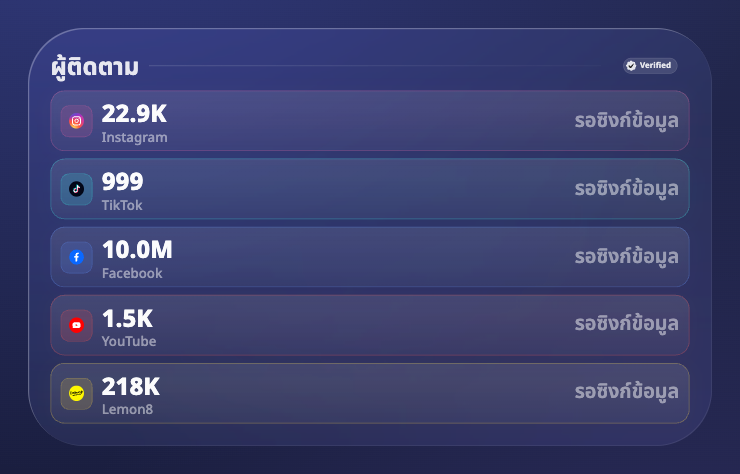 ผู้ติดตาม
Verified
22.9K
Instagram
รอซิงก์ข้อมูล
999
TikTok
รอซิงก์ข้อมูล
10.0M
Facebook
รอซิงก์ข้อมูล
1.5K
YouTube
รอซิงก์ข้อมูล
218K
Lemon8
รอซิงก์ข้อมูล